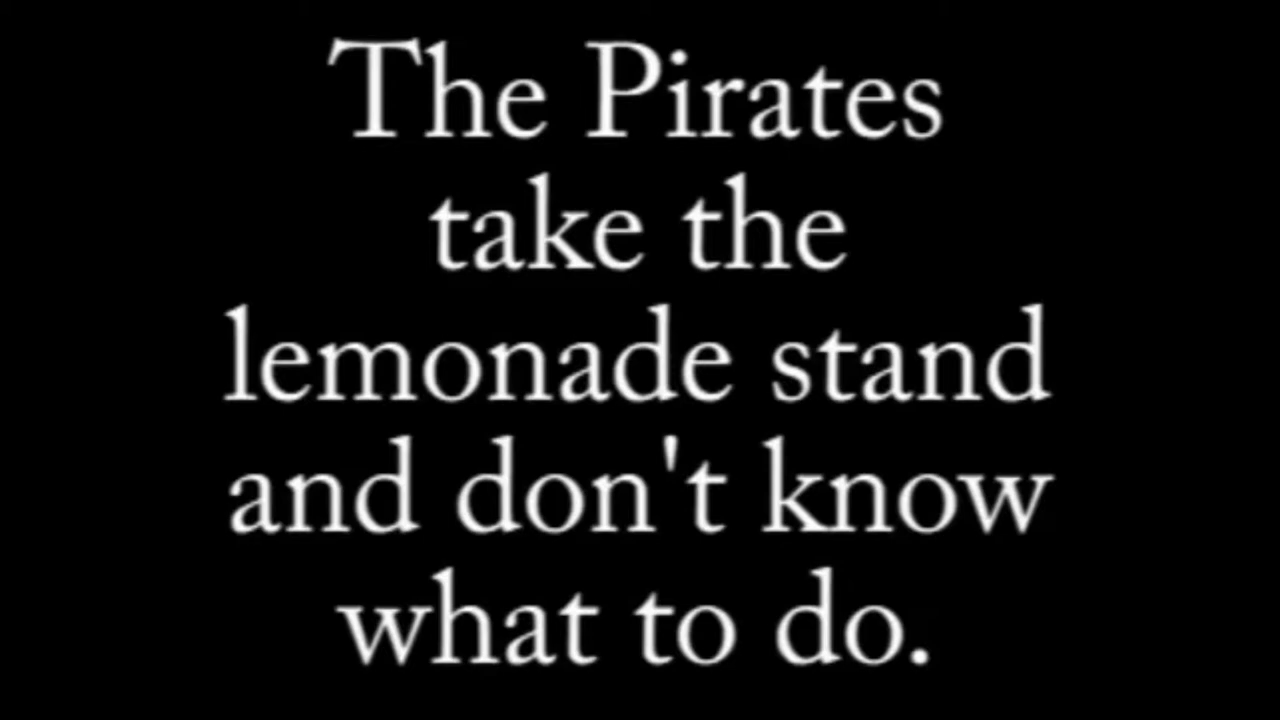 The Pirates
take the
lemonade stand
and don't know
what to do.